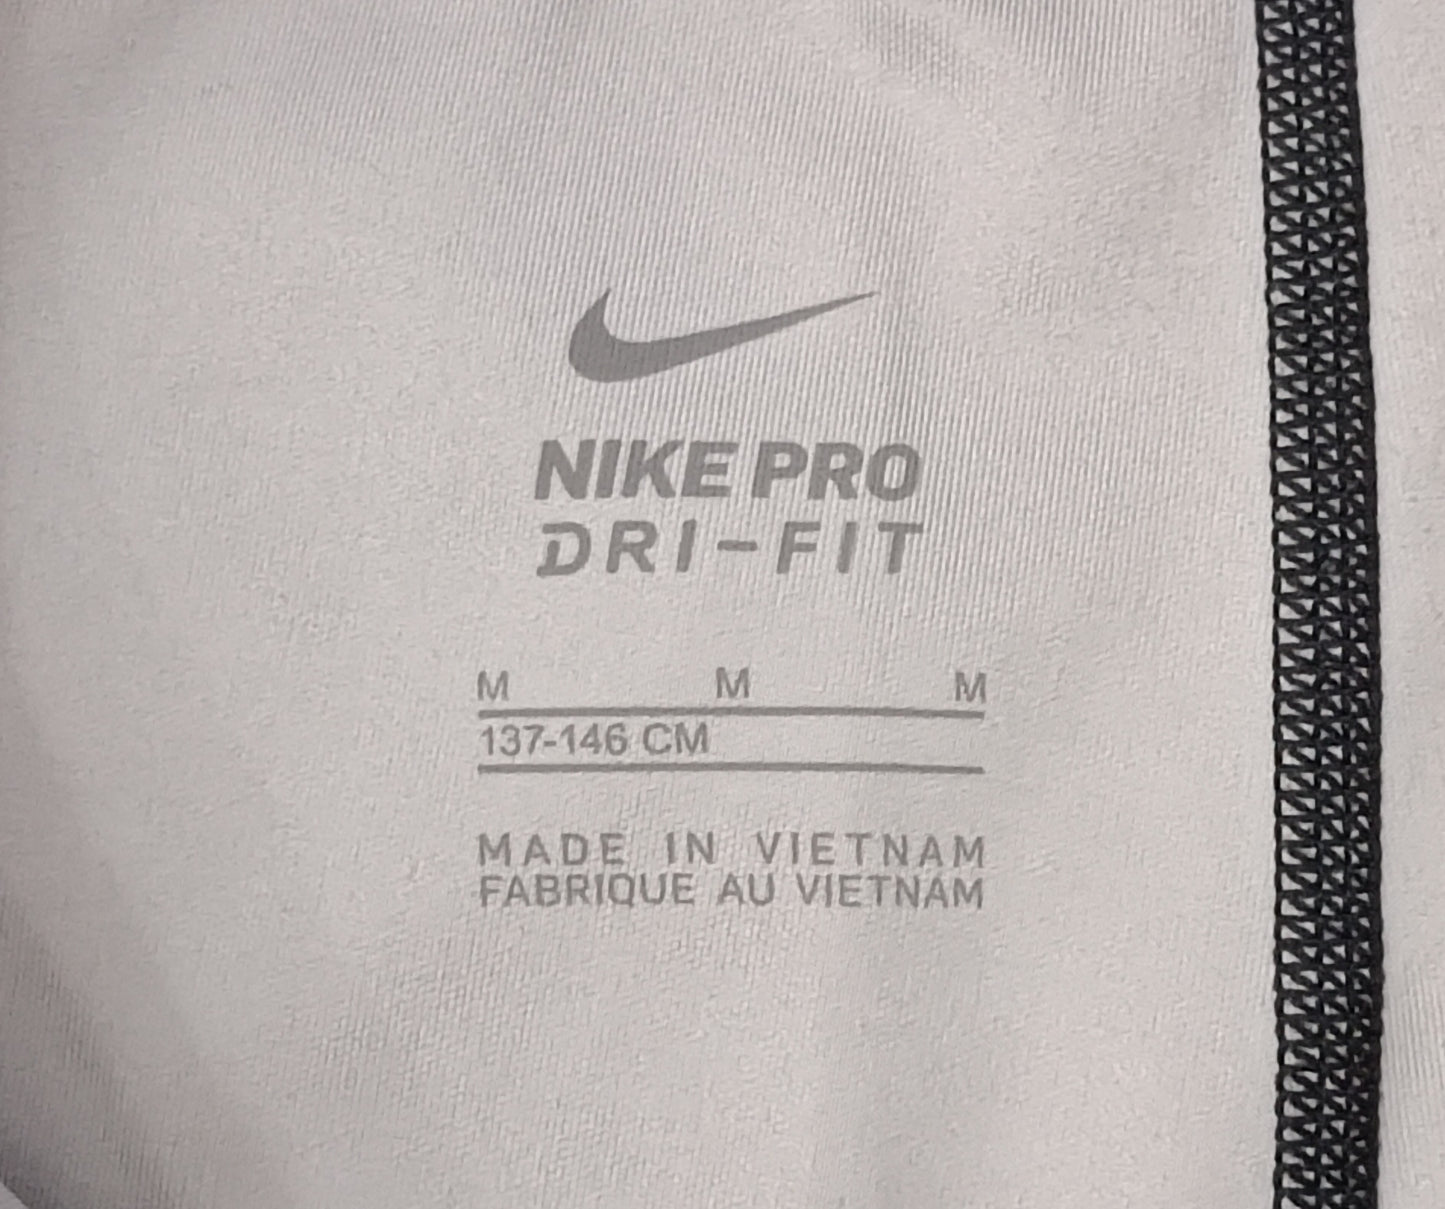 NIKE PRO
DRI-FIT
M M M
137-146 CM
MADE IN VIETNAM
FABRIQUE AU VIETNAM